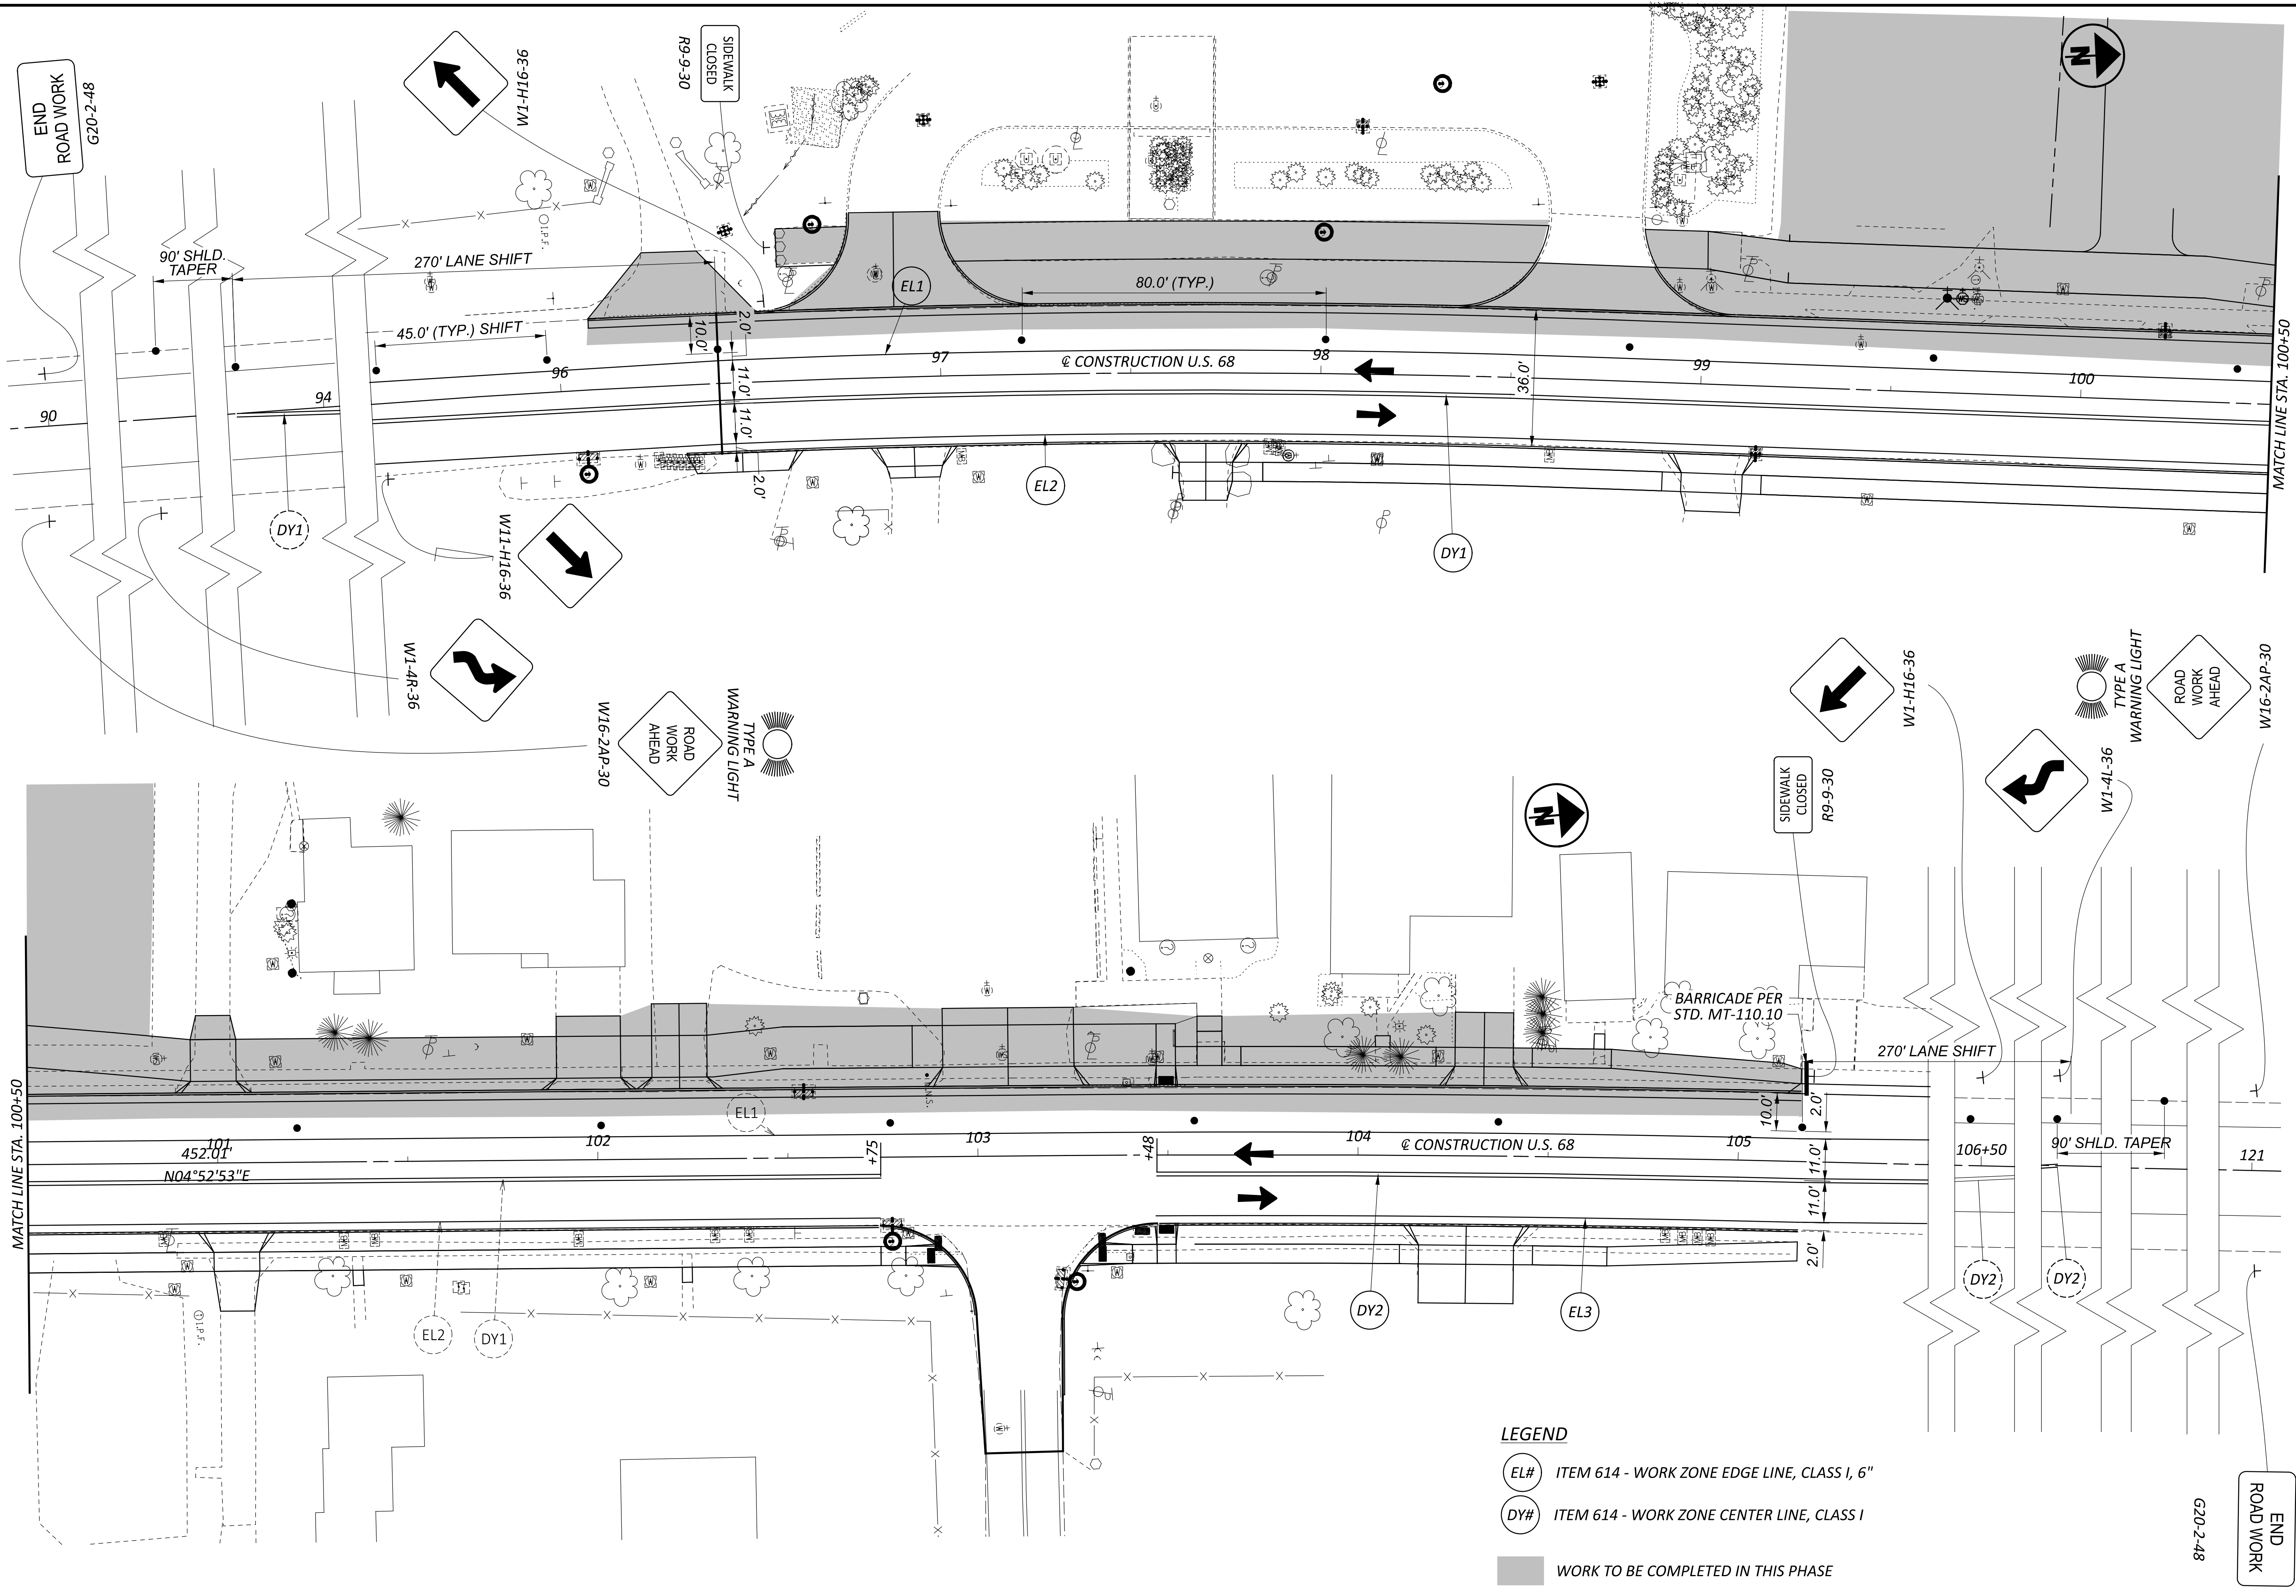 END
ROAD WORK
G20-2-48
W1-H16-36
SIDEWALK
CLOSED
R9-9-30
N
90' SHLD.
TAPER
270' LANE SHIFT
45.0' (TYP.) SHIFT
I.P.F.
EL1
80.0' (TYP.)
10.0'
2.0'
11.0'
11.0'
2.0'
36.0'
90
94
96
97
℄ CONSTRUCTION U.S. 68
98
99
100
MATCH LINE STA. 100+50
DY1
EL2
DY1
W11-H16-36
W1-4R-36
W16-2AP-30
ROAD
WORK
AHEAD
TYPE A
WARNING LIGHT
W1-H16-36
TYPE A
WARNING LIGHT
ROAD
WORK
AHEAD
W16-2AP-30
W1-4L-36
SIDEWALK
CLOSED
R9-9-30
N
BARRICADE PER
STD. MT-110.10
270' LANE SHIFT
MATCH LINE STA. 100+50
EL1
10.0'
2.0'
11.0'
11.0'
2.0'
101
452.01'
N04°52'53"E
102
+75
103
+48
104
℄ CONSTRUCTION U.S. 68
105
106+50
90' SHLD. TAPER
121
I.P.F.
EL2
DY1
DY2
EL3
DY2
DY2
LEGEND
EL# ITEM 614 - WORK ZONE EDGE LINE, CLASS I, 6"
DY# ITEM 614 - WORK ZONE CENTER LINE, CLASS I
WORK TO BE COMPLETED IN THIS PHASE
G20-2-48
END
ROAD WORK